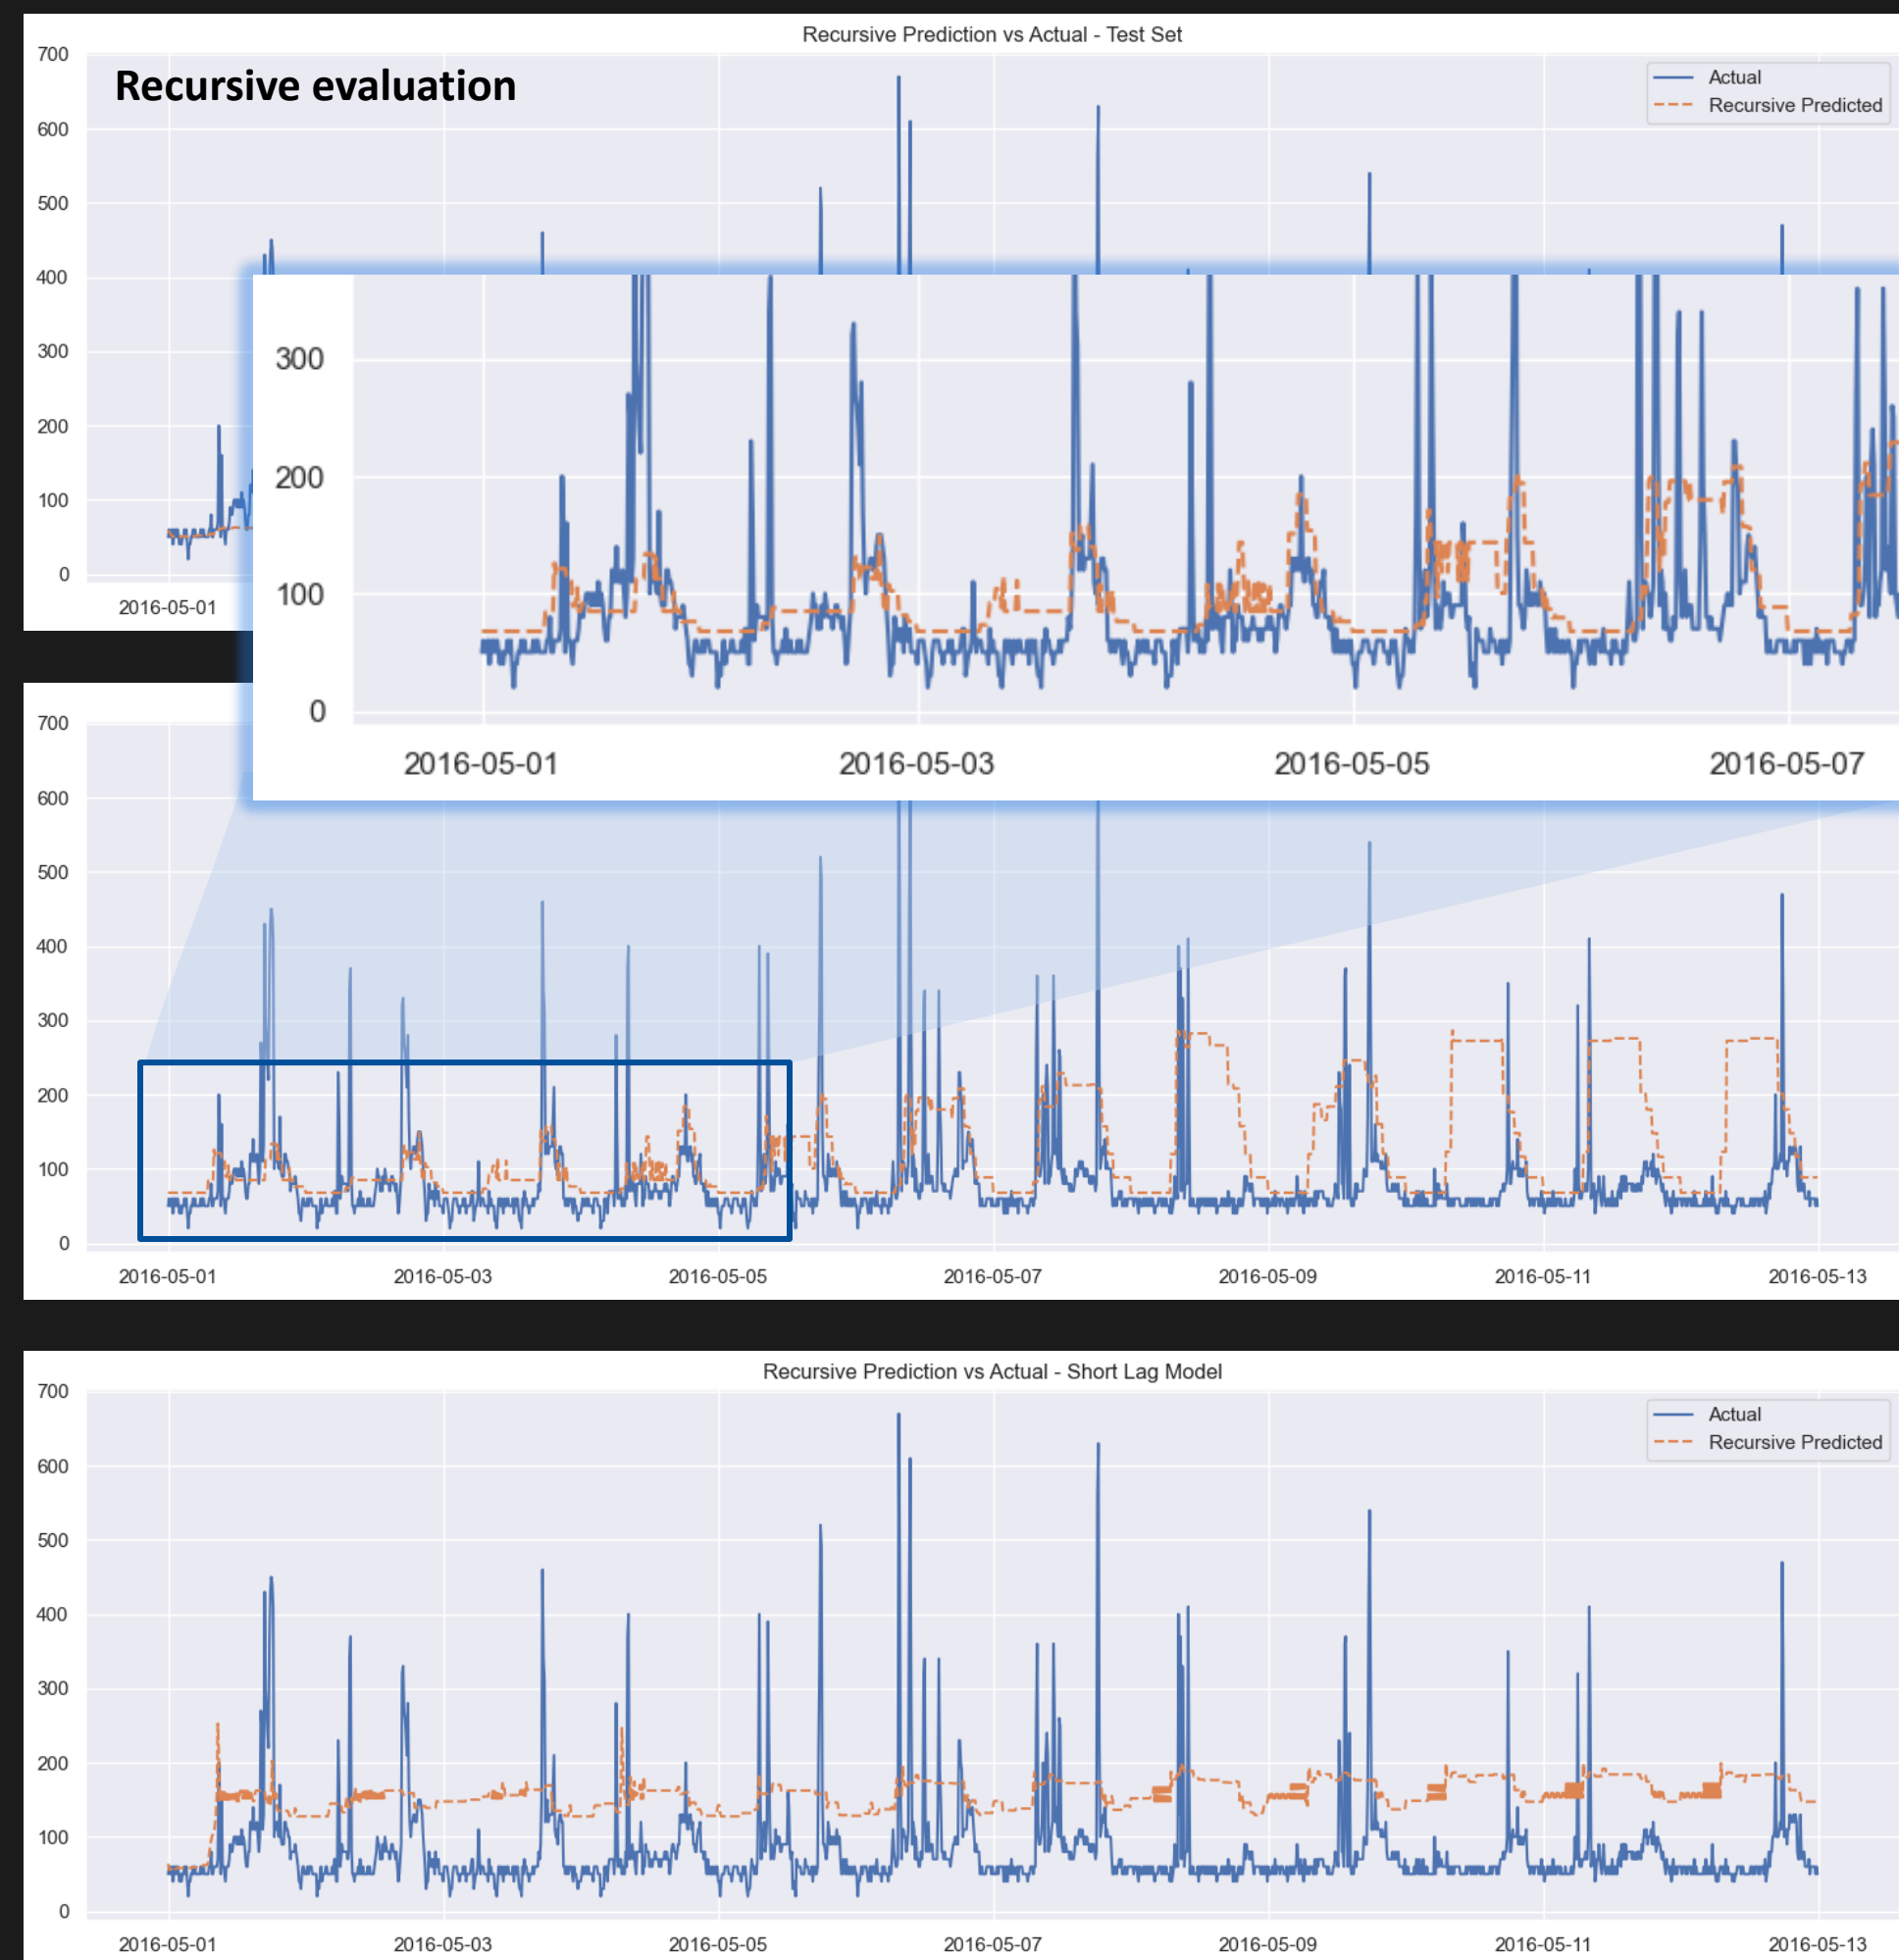 Recursive Prediction vs Actual - Test Set
Recursive evaluation
Actual
Recursive Predicted
700
600
500
400
300
200
100
0
2016-05-01
300
200
100
0
2016-05-01 2016-05-03 2016-05-05 2016-05-07
700
600
500
400
300
200
100
0
2016-05-01 2016-05-03 2016-05-05 2016-05-07 2016-05-09 2016-05-11 2016-05-13
Recursive Prediction vs Actual - Short Lag Model
Actual
Recursive Predicted
700
600
500
400
300
200
100
0
2016-05-01 2016-05-03 2016-05-05 2016-05-07 2016-05-09 2016-05-11 2016-05-13